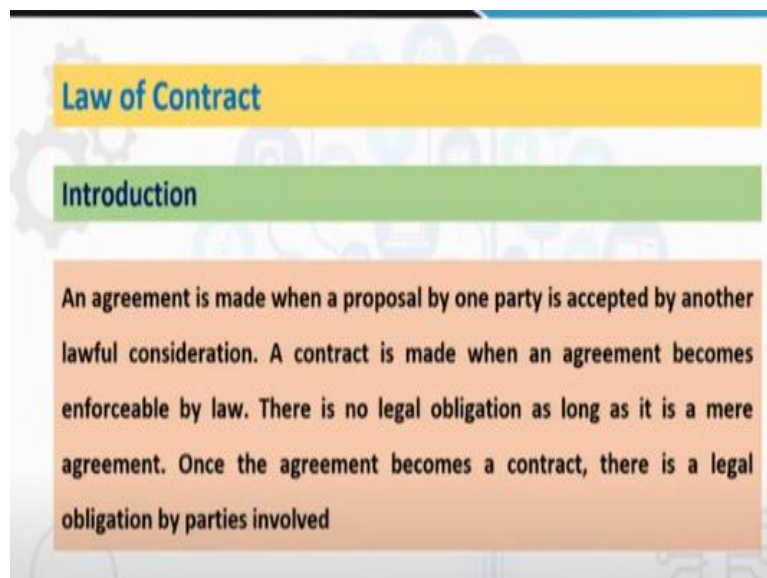 Law of Contract
Introduction
An agreement is made when a proposal by one party is accepted by another
lawful consideration. A contract is made when an agreement becomes
enforceable by law. There is no legal obligation as long as it is a mere
agreement. Once the agreement becomes a contract, there is a legal
obligation by parties involved